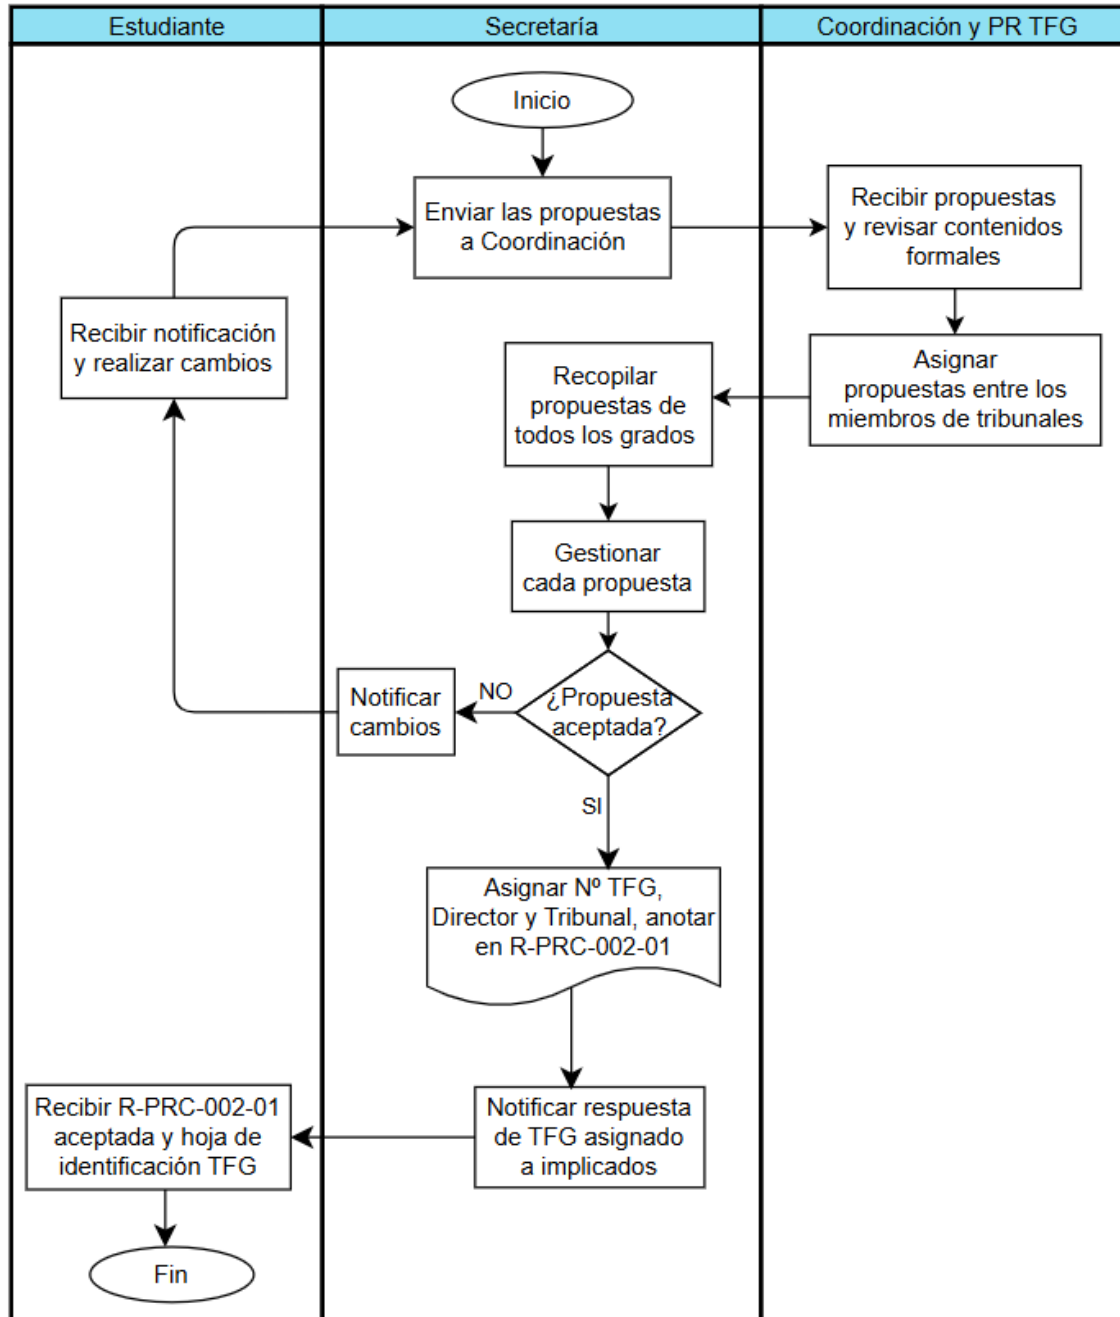 Estudiante
Secretaría
Coordinación y PR TFG
Inicio
Enviar las propuestas
a Coordinación
Recibir propuestas
y revisar contenidos
formales
Recibir notificación
y realizar cambios
Asignar
propuestas entre los
miembros de tribunales
Recopilar
propuestas de
todos los grados
Gestionar
cada propuesta
¿Propuesta
aceptada?
NO
Notificar
cambios
SI
Asignar Nº TFG,
Director y Tribunal, anotar
en R-PRC-002-01
Notificar respuesta
de TFG asignado
a implicados
Recibir R-PRC-002-01
aceptada y hoja de
identificación TFG
Fin